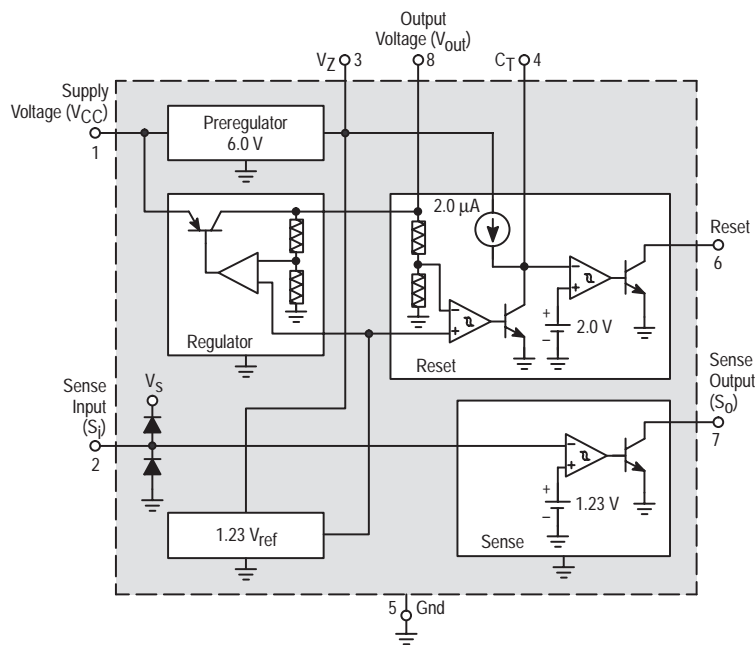 Output
Voltage (Vout)
VZ 3
8
CT 4
Supply
Voltage (VCC)
1
Preregulator
6.0 V
2.0 µA
Reset
6
2.0 V
Regulator
Reset
Sense
Input
(Si)
2
VS
Sense
Output
(SO)
7
1.23 V
1.23 Vref
Sense
5 Gnd